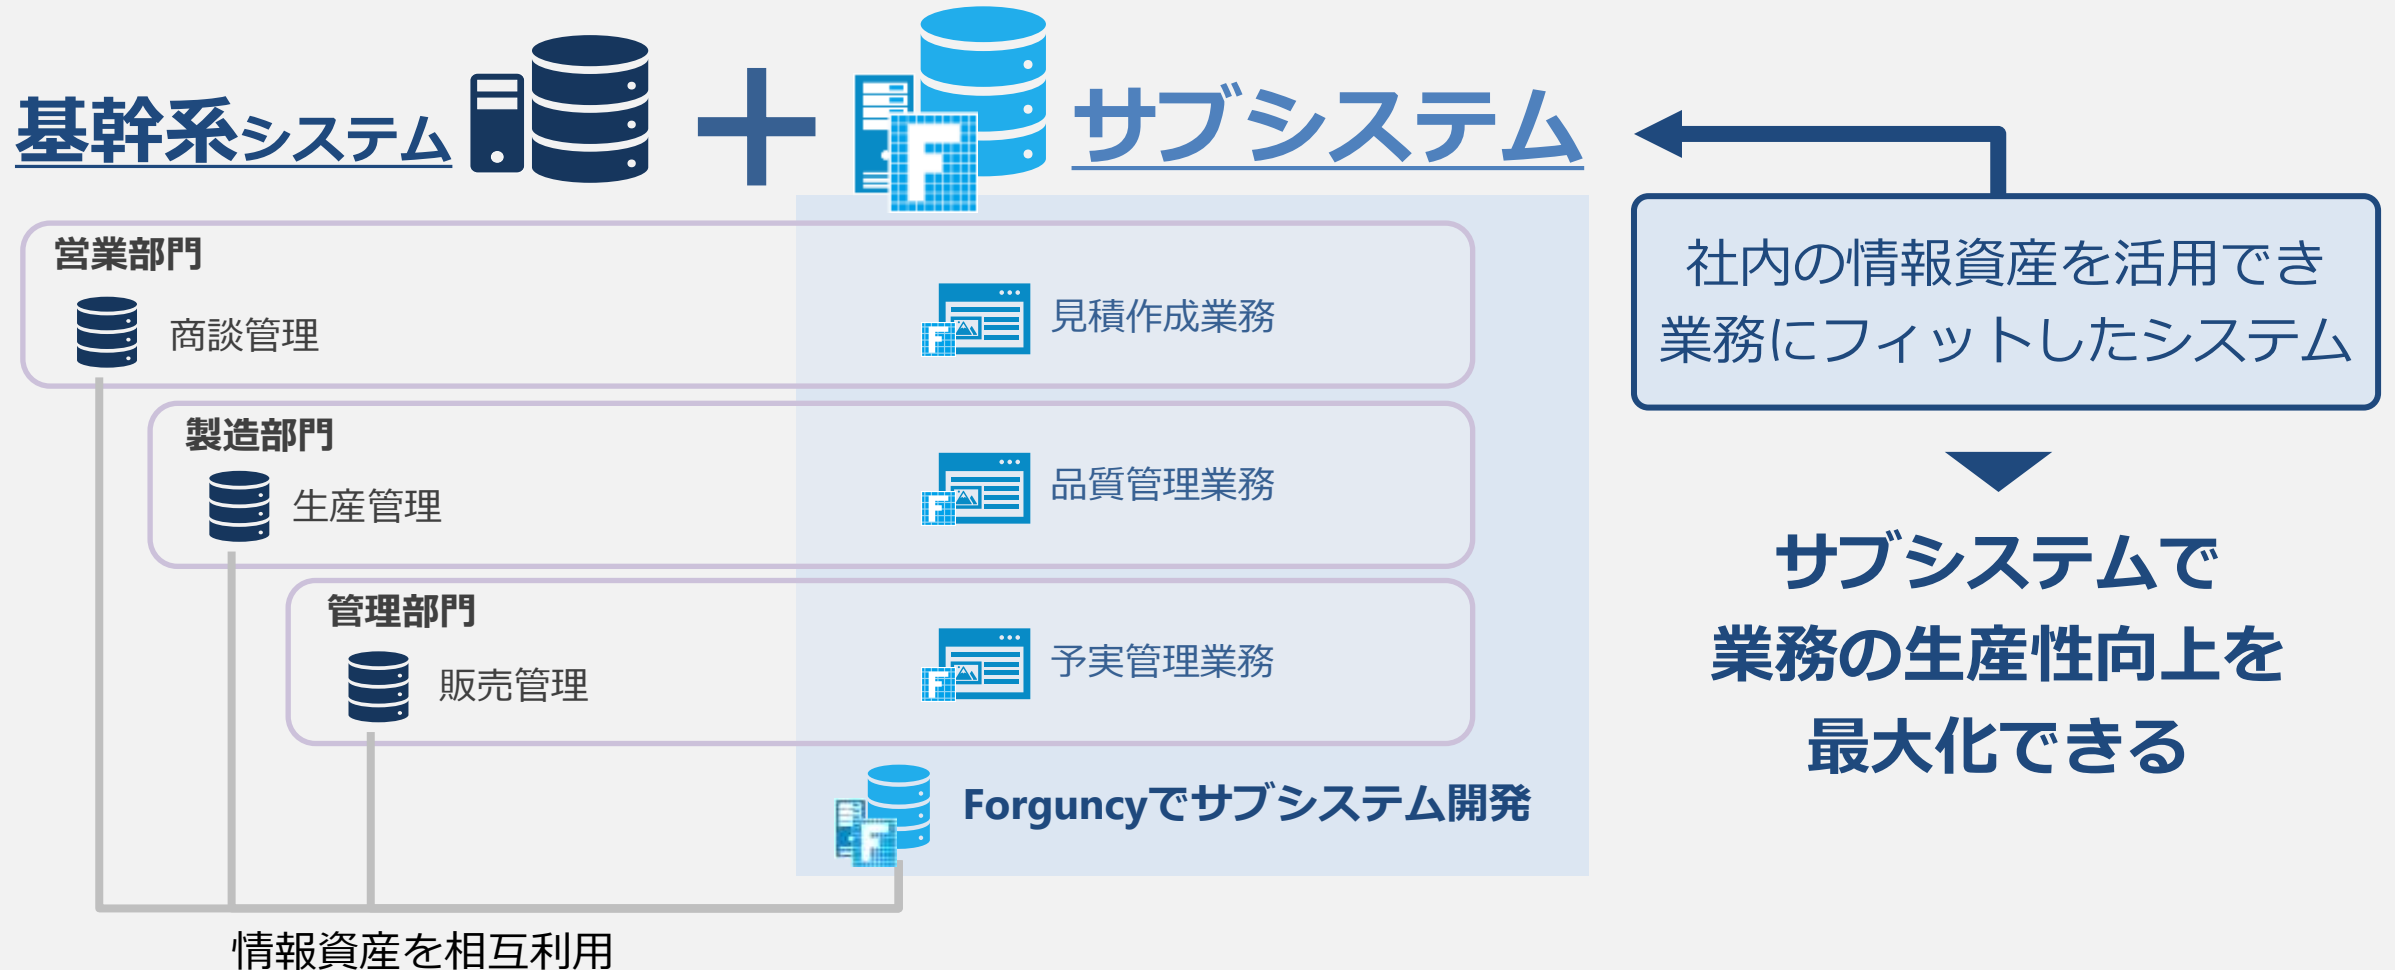 基幹系システム
サブシステム
営業部門
商談管理
見積作成業務
製造部門
生産管理
品質管理業務
管理部門
販売管理
予実管理業務
Forguncyでサブシステム開発
情報資産を相互利用
社内の情報資産を活用でき
業務にフィットしたシステム
サブシステムで
業務の生産性向上を
最大化できる